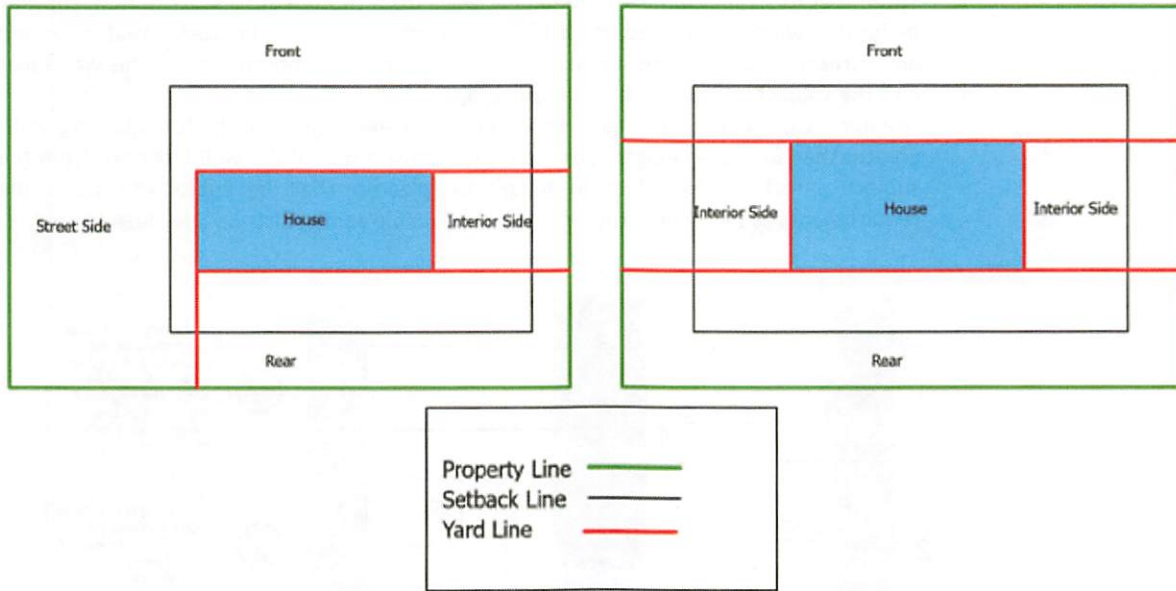 Front
Street Side
House
Interior Side
Rear
Front
Interior Side
House
Interior Side
Rear
Property Line
Setback Line
Yard Line